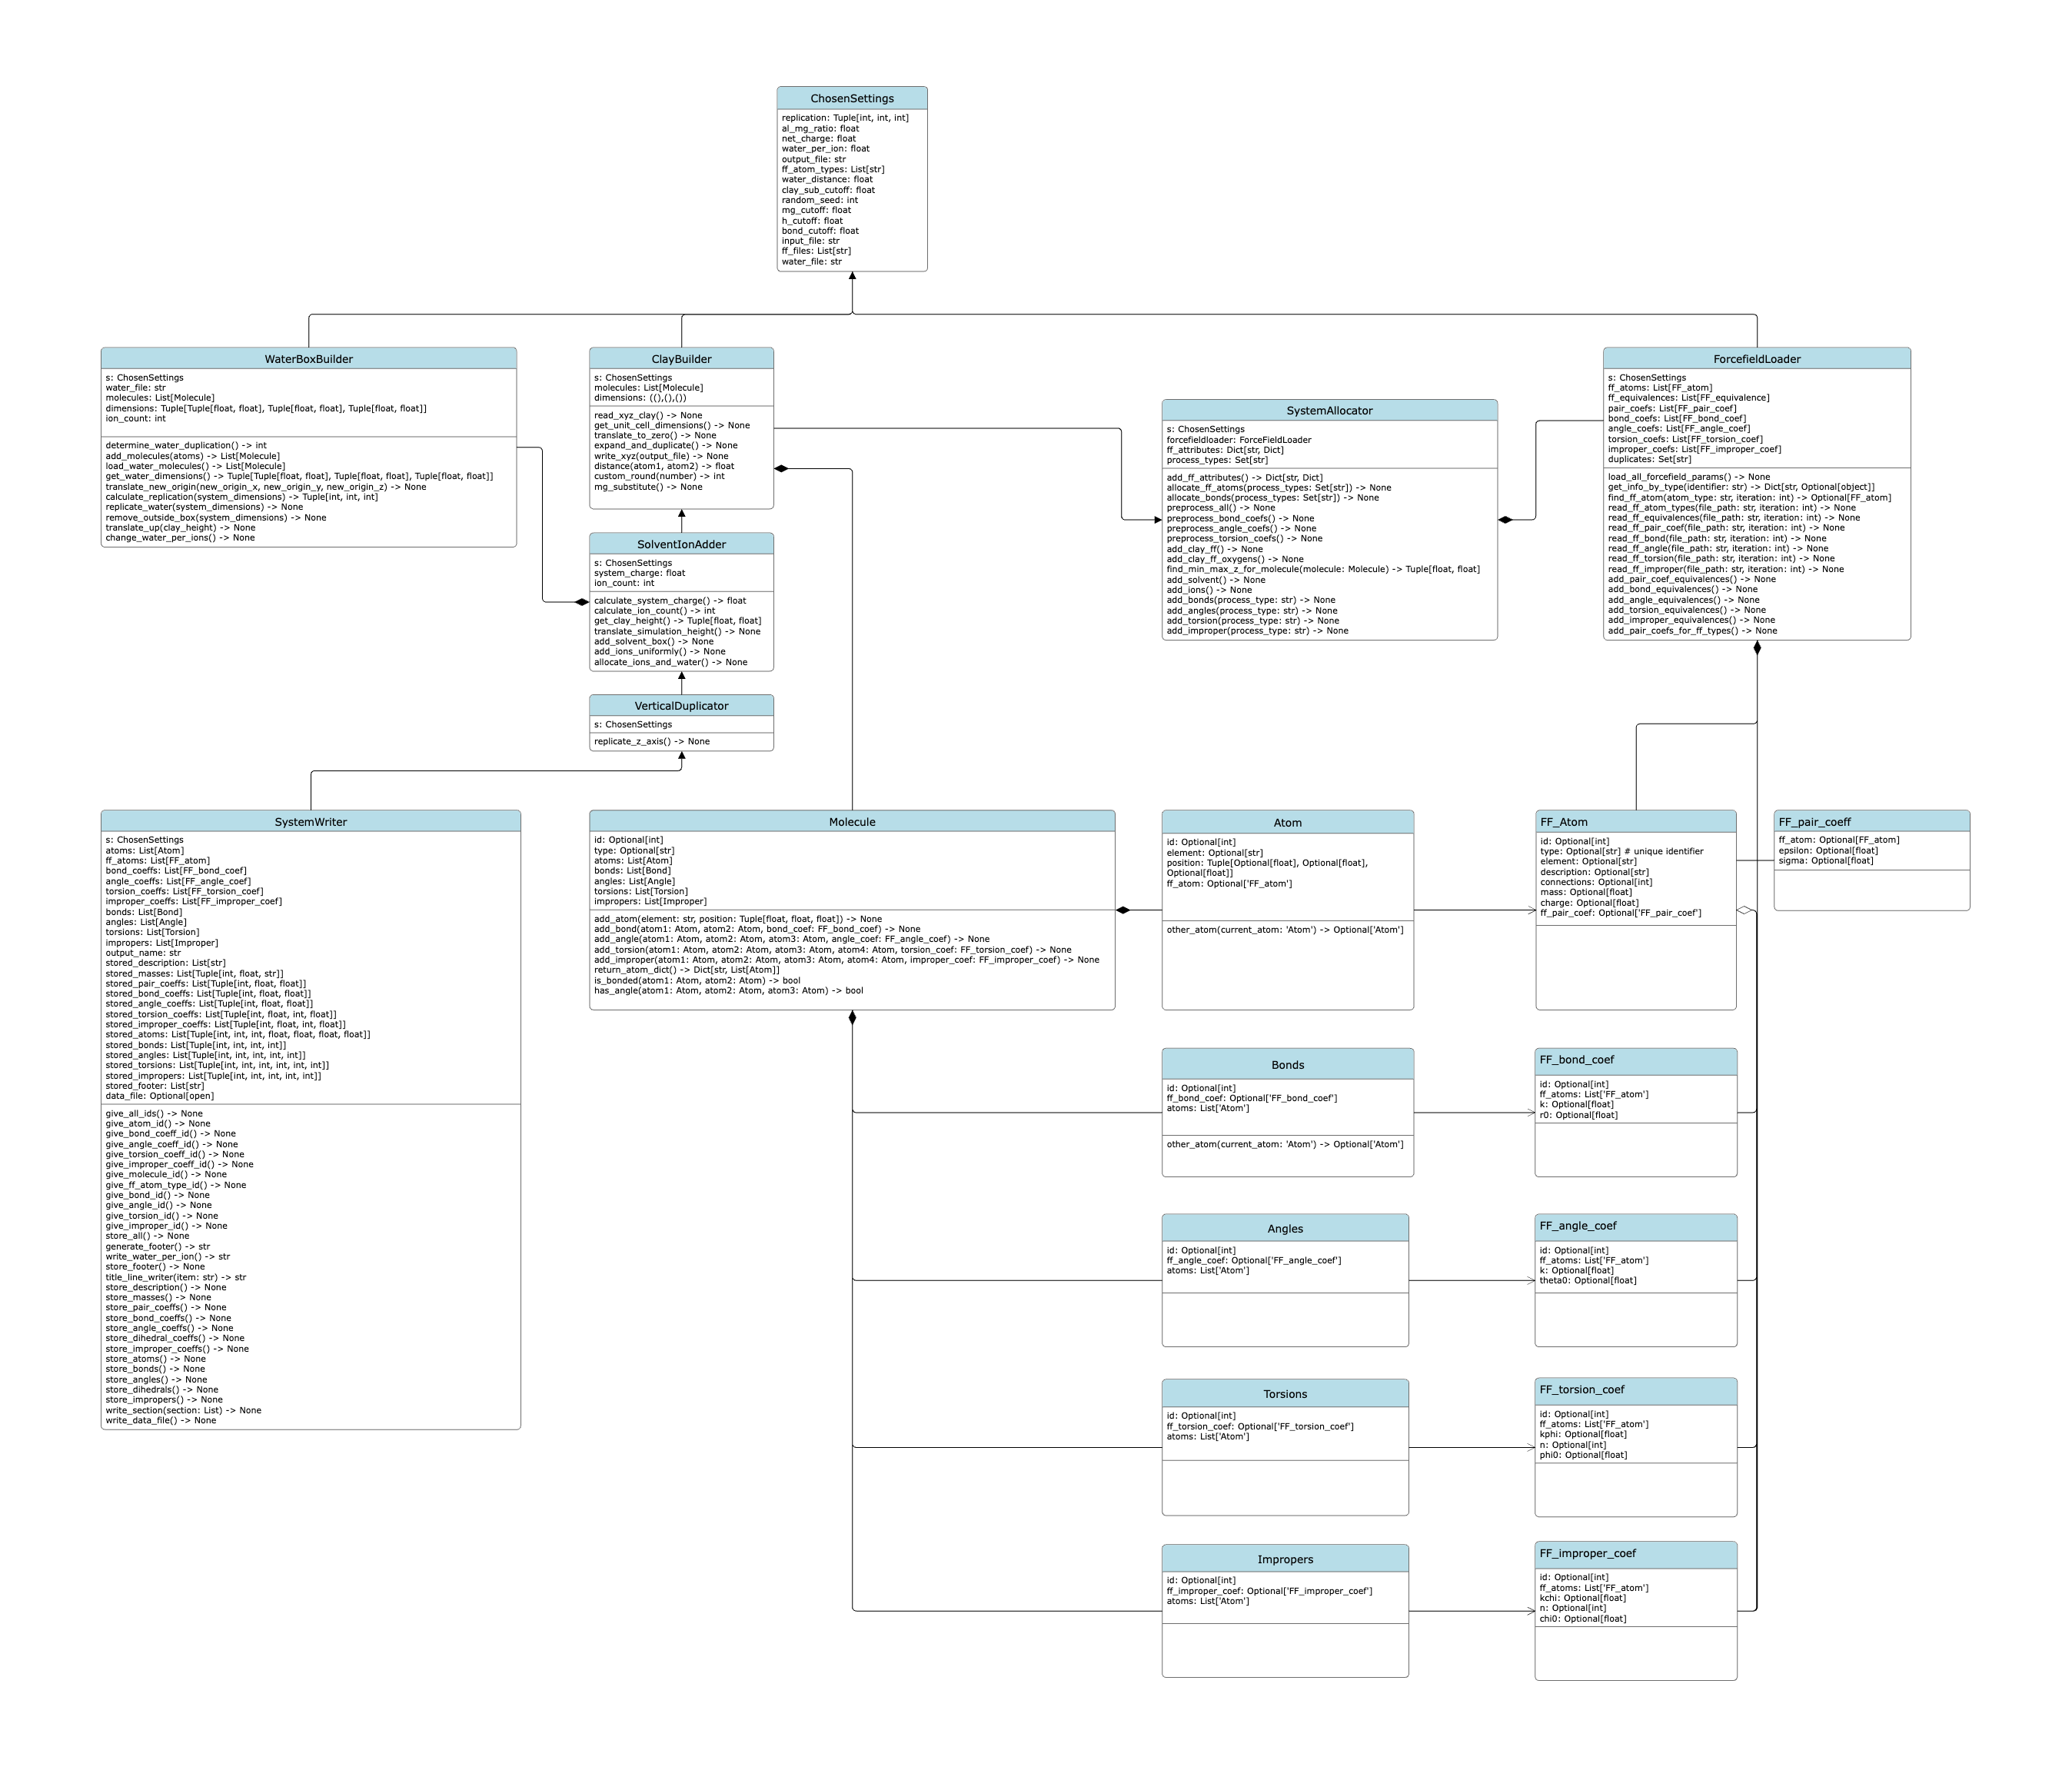 ChosenSettings
replication: Tuple[int, int, int]
al_mg_ratio: float
net_charge: float
water_per_ion: float
output_file: str
ff_atom_types: List[str]
water_distance: float
clay_sub_cutoff: float
random_seed: int
mg_cutoff: float
h_cutoff: float
bond_cutoff: float
input_file: str
ff_files: List[str]
water_file: str
WaterBoxBuilder
s: ChosenSettings
water_file: str
molecules: List[Molecule]
dimensions: Tuple[Tuple[float, float], Tuple[float, float], Tuple[float, float]]
ion_count: int
determine_water_duplication() -> int
add_molecules(atoms) -> List[Molecule]
load_water_molecules() -> List[Molecule]
get_water_dimensions() -> Tuple[Tuple[float, float], Tuple[float, float], Tuple[float, float]]
translate_new_origin(new_origin_x, new_origin_y, new_origin_z) -> None
calculate_replication(system_dimensions) -> Tuple[int, int, int]
replicate_water(system_dimensions) -> None
remove_outside_box(system_dimensions) -> None
translate_up(clay_height) -> None
change_water_per_ions() -> None
ClayBuilder
s: ChosenSettings
molecules: List[Molecule]
dimensions: ((),(),())
read_xyz_clay() -> None
get_unit_cell_dimensions() -> None
translate_to_zero() -> None
expand_and_duplicate() -> None
write_xyz(output_file) -> None
distance(atom1, atom2) -> float
custom_round(number) -> int
mg_substitute() -> None
SystemAllocator
s: ChosenSettings
forcefieldloader: ForceFieldLoader
ff_attributes: Dict[str, Dict]
process_types: Set[str]
add_ff_attributes() -> Dict[str, Dict]
allocate_ff_atoms(process_types: Set[str]) -> None
allocate_bonds(process_types: Set[str]) -> None
preprocess_all() -> None
preprocess_bond_coefs() -> None
preprocess_angle_coefs() -> None
preprocess_torsion_coefs() -> None
add_clay_ff() -> None
add_clay_ff_oxygens() -> None
find_min_max_z_for_molecule(molecule: Molecule) -> Tuple[float, float]
add_solvent() -> None
add_ions() -> None
add_bonds(process_type: str) -> None
add_angles(process_type: str) -> None
add_torsion(process_type: str) -> None
add_improper(process_type: str) -> None
ForcefieldLoader
s: ChosenSettings
ff_atoms: List[FF_atom]
ff_equivalences: List[FF_equivalence]
pair_coefs: List[FF_pair_coef]
bond_coefs: List[FF_bond_coef]
angle_coefs: List[FF_angle_coef]
torsion_coefs: List[FF_torsion_coef]
improper_coefs: List[FF_improper_coef]
duplicates: Set[str]
load_all_forcefield_params() -> None
get_info_by_type(identifier: str) -> Dict[str, Optional[object]]
find_ff_atom(atom_type: str, iteration: int) -> Optional[FF_atom]
read_ff_atom_types(file_path: str, iteration: int) -> None
read_ff_equivalences(file_path: str, iteration: int) -> None
read_ff_pair_coef(file_path: str, iteration: int) -> None
read_ff_bond(file_path: str, iteration: int) -> None
read_ff_angle(file_path: str, iteration: int) -> None
read_ff_torsion(file_path: str, iteration: int) -> None
read_ff_improper(file_path: str, iteration: int) -> None
add_pair_coef_equivalences() -> None
add_bond_equivalences() -> None
add_angle_equivalences() -> None
add_torsion_equivalences() -> None
add_improper_equivalences() -> None
add_pair_coefs_for_ff_types() -> None
SolventIonAdder
s: ChosenSettings
system_charge: float
ion_count: int
calculate_system_charge() -> float
calculate_ion_count() -> int
get_clay_height() -> Tuple[float, float]
translate_simulation_height() -> None
add_solvent_box() -> None
add_ions_uniformly() -> None
allocate_ions_and_water() -> None
VerticalDuplicator
s: ChosenSettings
replicate_z_axis() -> None
SystemWriter
s: ChosenSettings
atoms: List[Atom]
ff_atoms: List[FF_atom]
bond_coeffs: List[FF_bond_coef]
angle_coeffs: List[FF_angle_coef]
torsion_coeffs: List[FF_torsion_coef]
improper_coeffs: List[FF_improper_coef]
bonds: List[Bond]
angles: List[Angle]
torsions: List[Torsion]
impropers: List[Improper]
output_name: str
stored_description: List[str]
stored_masses: List[Tuple[int, float, str]]
stored_pair_coeffs: List[Tuple[int, float, float]]
stored_bond_coeffs: List[Tuple[int, float, float]]
stored_angle_coeffs: List[Tuple[int, float, float]]
stored_torsion_coeffs: List[Tuple[int, float, int, float]]
stored_improper_coeffs: List[Tuple[int, float, int, float]]
stored_atoms: List[Tuple[int, int, int, float, float, float, float]]
stored_bonds: List[Tuple[int, int, int, int]]
stored_angles: List[Tuple[int, int, int, int, int]]
stored_torsions: List[Tuple[int, int, int, int, int, int]]
stored_impropers: List[Tuple[int, int, int, int, int]]
stored_footer: List[str]
data_file: Optional[open]
give_all_ids() -> None
give_atom_id() -> None
give_bond_coeff_id() -> None
give_angle_coeff_id() -> None
give_torsion_coeff_id() -> None
give_improper_coeff_id() -> None
give_molecule_id() -> None
give_ff_atom_type_id() -> None
give_bond_id() -> None
give_angle_id() -> None
give_torsion_id() -> None
give_improper_id() -> None
store_all() -> None
generate_footer() -> str
write_water_per_ion() -> str
store_footer() -> None
title_line_writer(item: str) -> str
store_description() -> None
store_masses() -> None
store_pair_coeffs() -> None
store_bond_coeffs() -> None
store_angle_coeffs() -> None
store_dihedral_coeffs() -> None
store_improper_coeffs() -> None
store_atoms() -> None
store_bonds() -> None
store_angles() -> None
store_dihedrals() -> None
store_impropers() -> None
write_section(section: List) -> None
write_data_file() -> None
Molecule
id: Optional[int]
type: Optional[str]
atoms: List[Atom]
bonds: List[Bond]
angles: List[Angle]
torsions: List[Torsion]
impropers: List[Improper]
add_atom(element: str, position: Tuple[float, float, float]) -> None
add_bond(atom1: Atom, atom2: Atom, bond_coef: FF_bond_coef) -> None
add_angle(atom1: Atom, atom2: Atom, atom3: Atom, angle_coef: FF_angle_coef) -> None
add_torsion(atom1: Atom, atom2: Atom, atom3: Atom, atom4: Atom, torsion_coef: FF_torsion_coef) -> None
add_improper(atom1: Atom, atom2: Atom, atom3: Atom, atom4: Atom, improper_coef: FF_improper_coef) -> None
return_atom_dict() -> Dict[str, List[Atom]]
is_bonded(atom1: Atom, atom2: Atom) -> bool
has_angle(atom1: Atom, atom2: Atom, atom3: Atom) -> bool
Atom
id: Optional[int]
element: Optional[str]
position: Tuple[Optional[float], Optional[float],
Optional[float]]
ff_atom: Optional['FF_atom']
other_atom(current_atom: 'Atom') -> Optional['Atom']
FF_Atom
id: Optional[int]
type: Optional[str] # unique identifier
element: Optional[str]
description: Optional[str]
connections: Optional[int]
mass: Optional[float]
charge: Optional[float]
ff_pair_coef: Optional['FF_pair_coef']
FF_pair_coeff
ff_atom: Optional[FF_atom]
epsilon: Optional[float]
sigma: Optional[float]
Bonds
id: Optional[int]
ff_bond_coef: Optional['FF_bond_coef']
atoms: List['Atom']
other_atom(current_atom: 'Atom') -> Optional['Atom']
FF_bond_coef
id: Optional[int]
ff_atoms: List['FF_atom']
k: Optional[float]
r0: Optional[float]
Angles
id: Optional[int]
ff_angle_coef: Optional['FF_angle_coef']
atoms: List['Atom']
FF_angle_coef
id: Optional[int]
ff_atoms: List['FF_atom']
k: Optional[float]
theta0: Optional[float]
Torsions
id: Optional[int]
ff_torsion_coef: Optional['FF_torsion_coef']
atoms: List['Atom']
FF_torsion_coef
id: Optional[int]
ff_atoms: List['FF_atom']
kphi: Optional[float]
n: Optional[int]
phi0: Optional[float]
Impropers
id: Optional[int]
ff_improper_coef: Optional['FF_improper_coef']
atoms: List['Atom']
FF_improper_coef
id: Optional[int]
ff_atoms: List['FF_atom']
kchi: Optional[float]
n: Optional[int]
chi0: Optional[float]